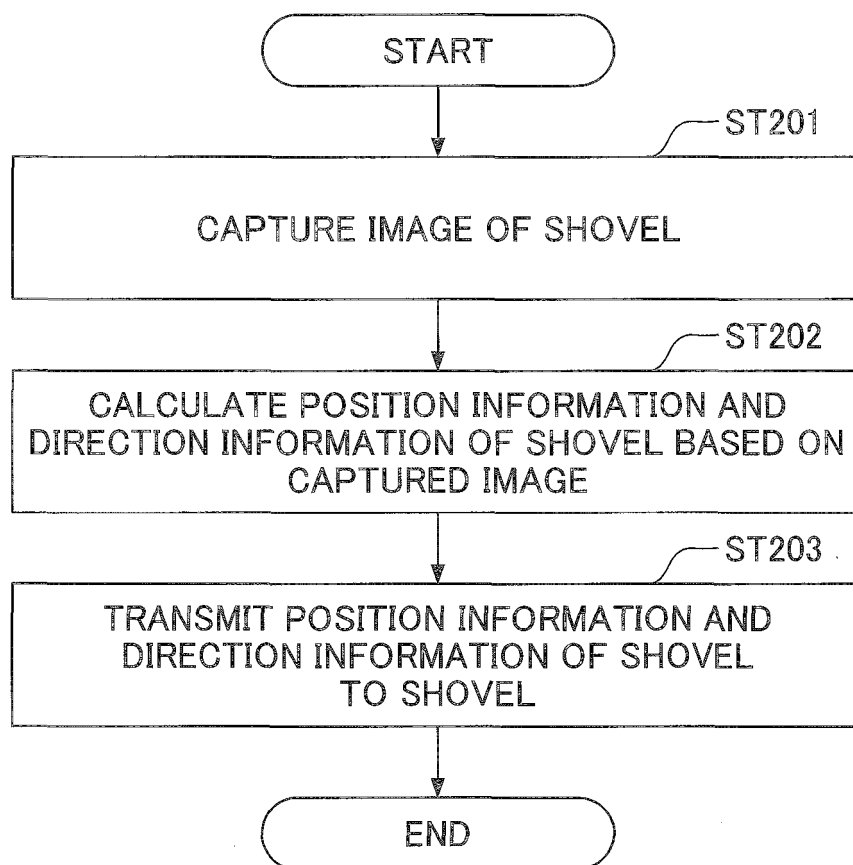 START
ST201
CAPTURE IMAGE OF SHOVEL
ST202
CALCULATE POSITION INFORMATION AND
DIRECTION INFORMATION OF SHOVEL BASED ON
CAPTURED IMAGE
ST203
TRANSMIT POSITION INFORMATION AND
DIRECTION INFORMATION OF SHOVEL
TO SHOVEL
END